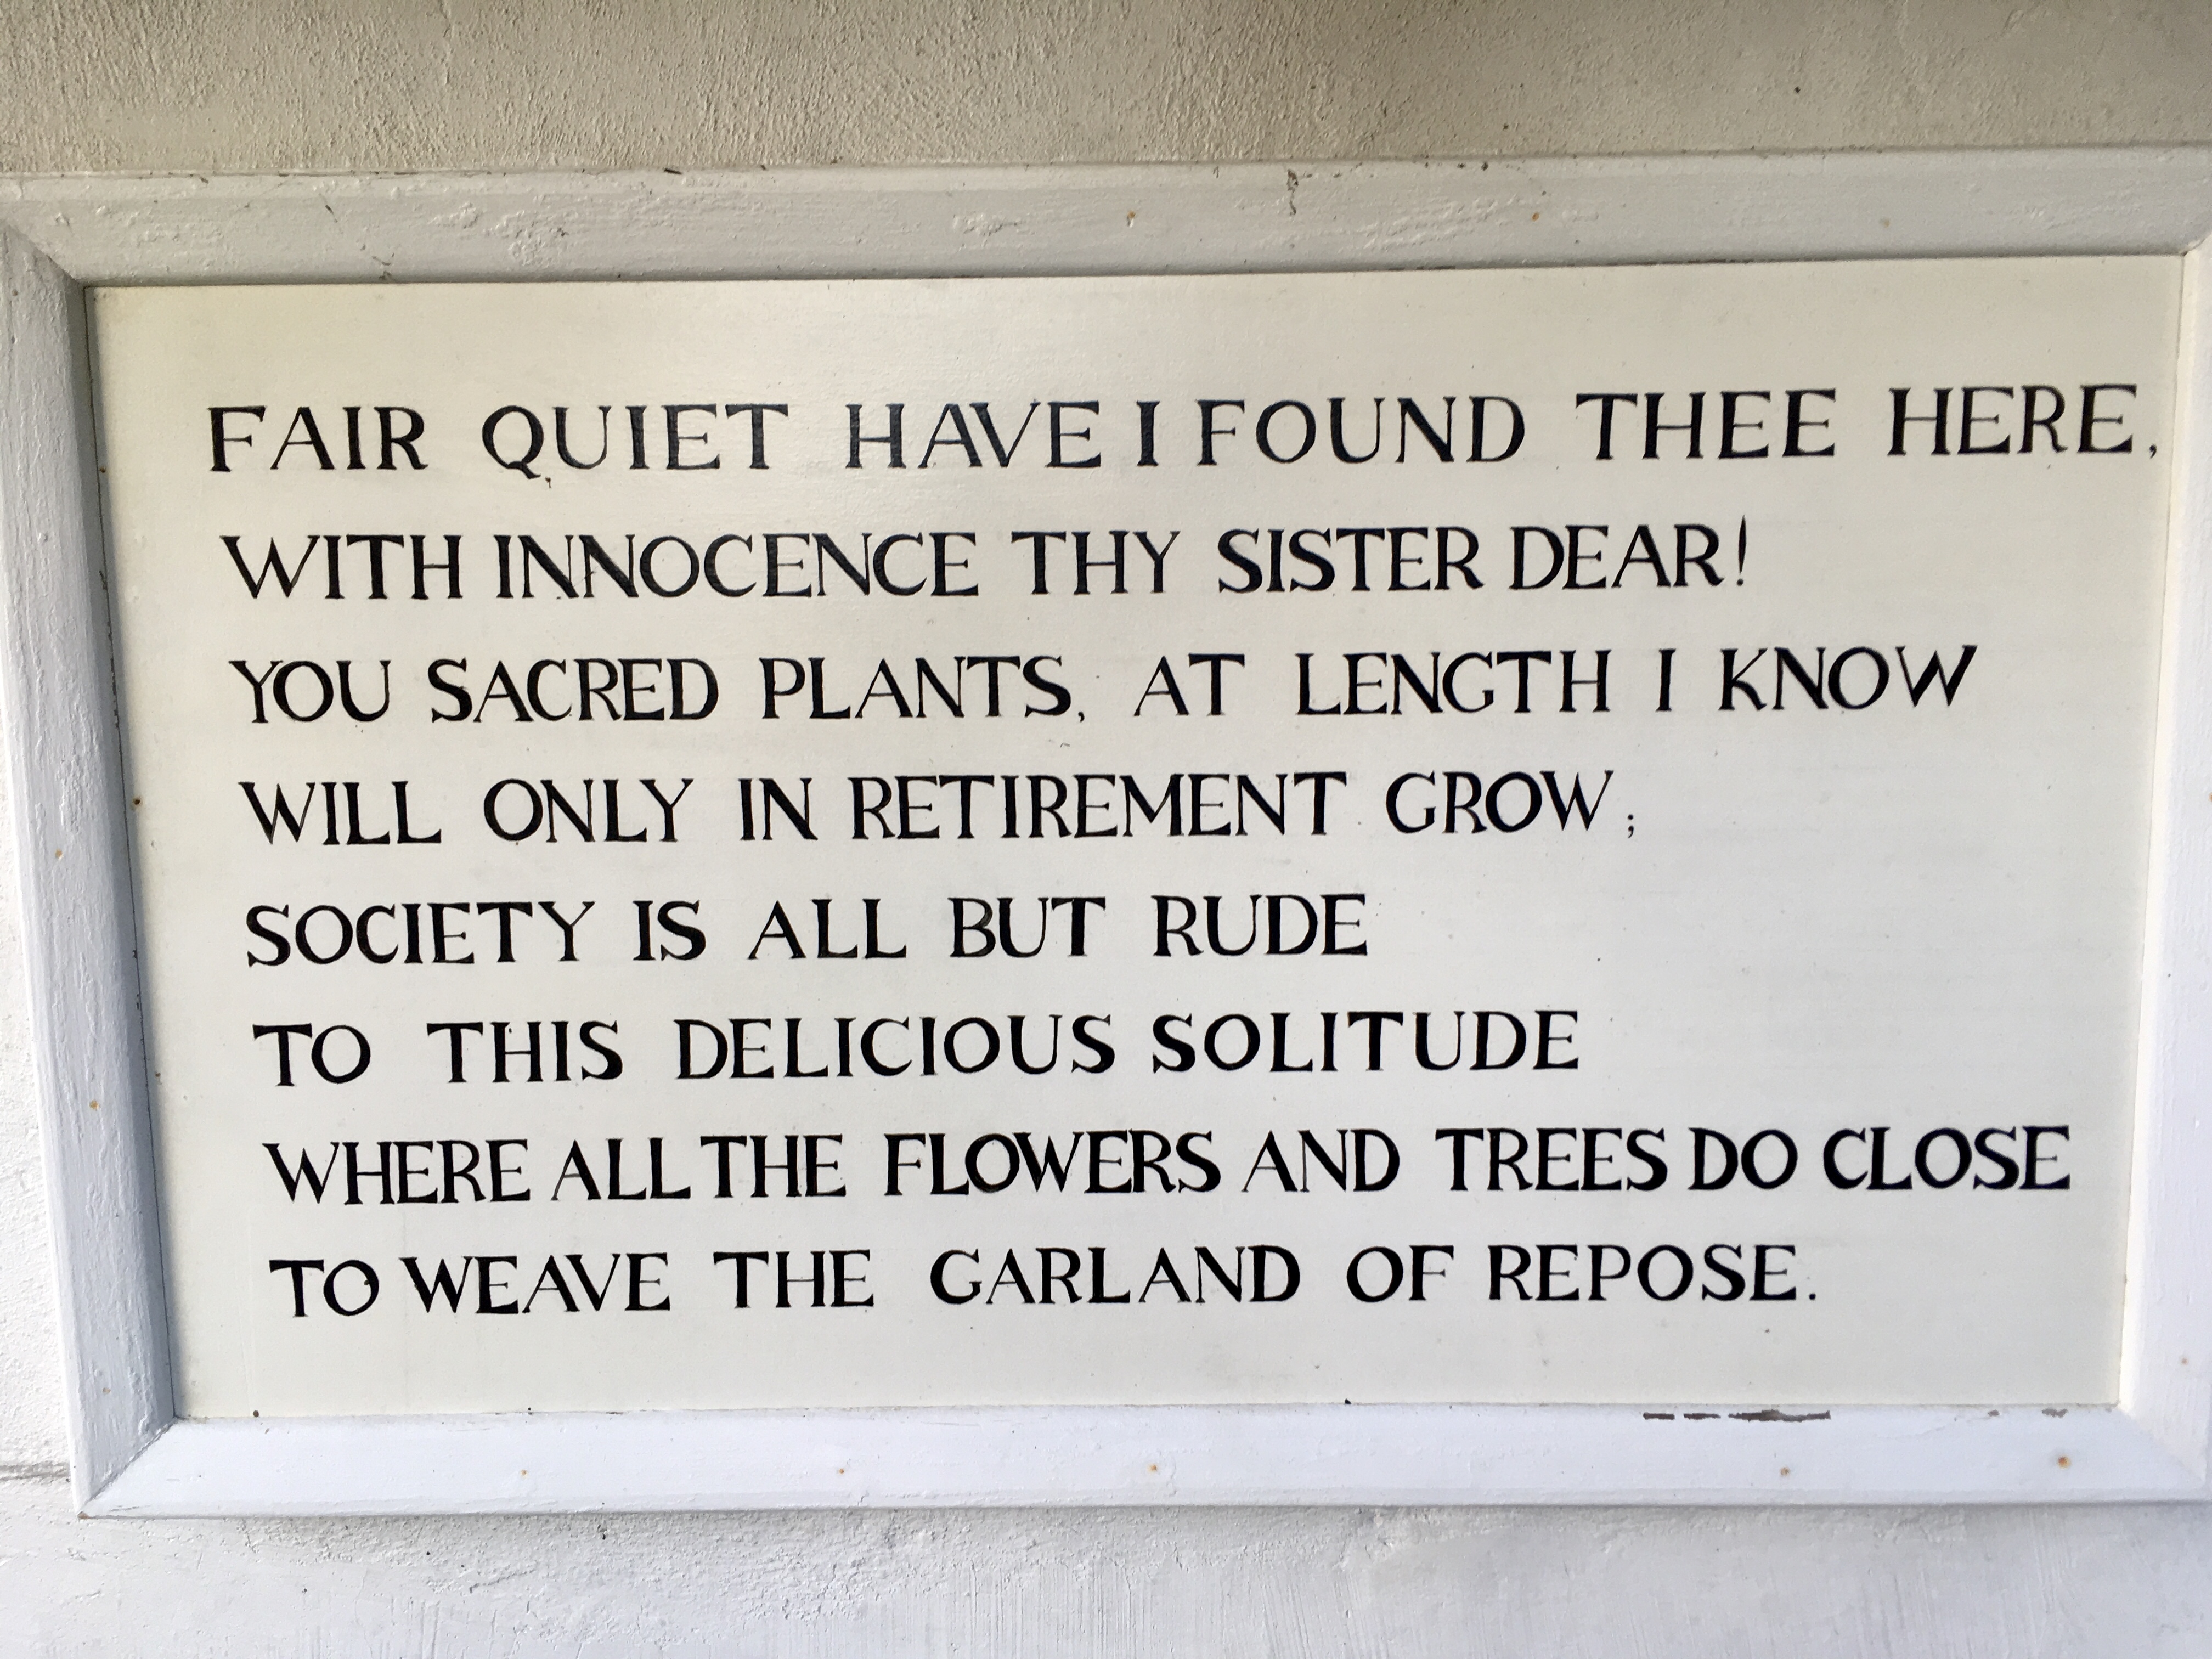 FAIR QUIET HAVE I FOUND THEE HERE,
WITH INNOCENCE THY SISTER DEAR!
YOU SACRED PLANTS, AT LENGTH I KNOW
WILL ONLY IN RETIREMENT GROW;
SOCIETY IS ALL BUT RUDE
TO THIS DELICIOUS SOLITUDE
WHERE ALL THE FLOWERS AND TREES DO CLOSE
TO WEAVE THE GARLAND OF REPOSE.